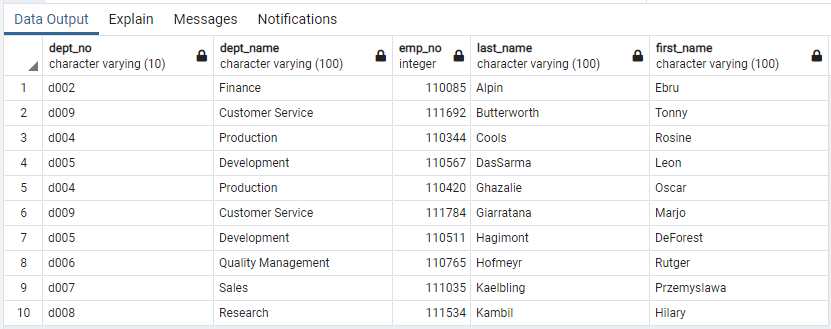 Data Output Explain Messages Notifications
dept_no dept_name emp_no last_name first_name
character varying (10) character varying (100) integer character varying (100) character varying (100)
1 d002 Finance 110085 Alpin Ebru
2 d009 Customer Service 111692 Butterworth Tonny
3 d004 Production 110344 Cools Rosine
4 d005 Development 110567 DasSarma Leon
5 d004 Production 110420 Ghazalie Oscar
6 d009 Customer Service 111784 Giarratana Marjo
7 d005 Development 110511 Hagimont DeForest
8 d006 Quality Management 110765 Hofmeyr Rutger
9 d007 Sales 111035 Kaelbling Przemyslawa
10 d008 Research 111534 Kambil Hilary